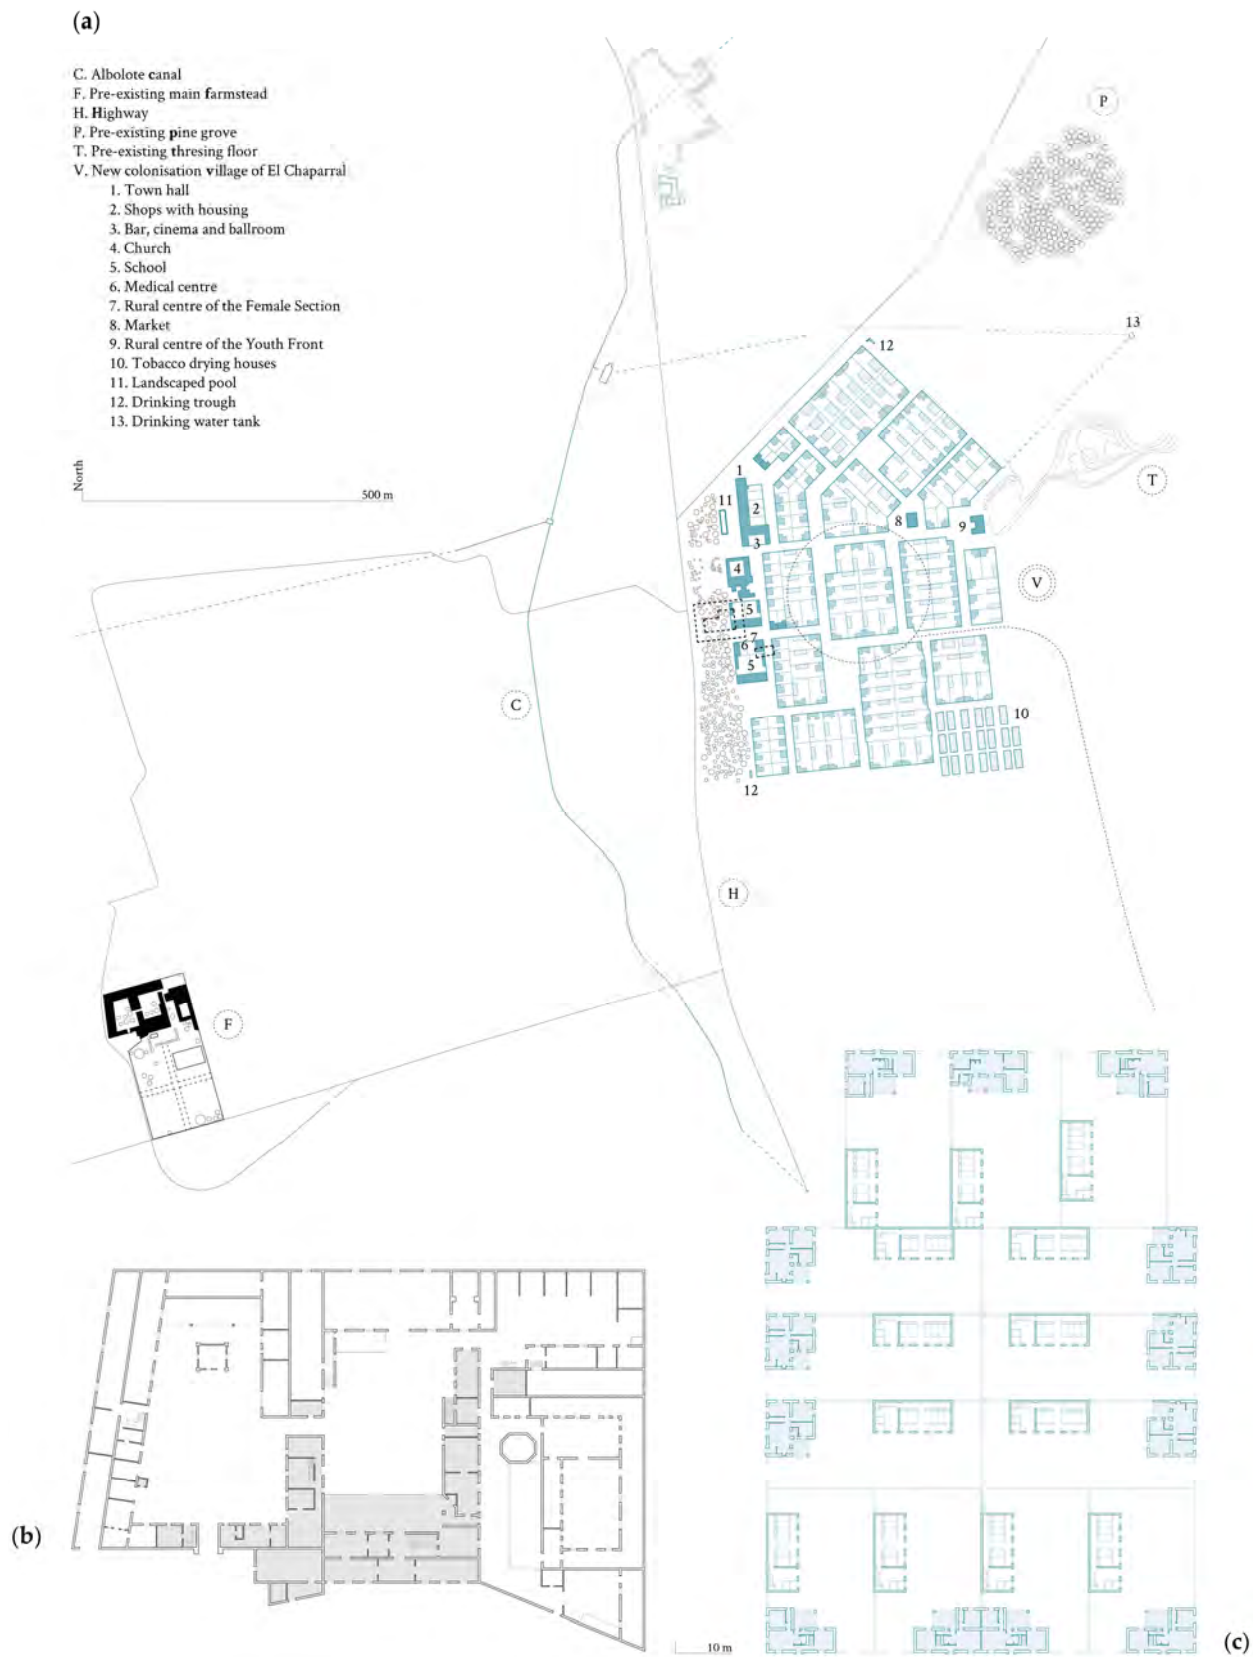 (a)
C. Albolote canal
F. Pre-existing main farmstead
H. Highway
P. Pre-existing pine grove
T. Pre-existing thresing floor
V. New colonisation village of El Chaparral
1. Town hall
2. Shops with housing
3. Bar, cinema and ballroom
4. Church
5. School
6. Medical centre
7. Rural centre of the Female Section
8. Market
9. Rural centre of the Youth Front
10. Tobacco drying houses
11. Landscaped pool
12. Drinking trough
13. Drinking water tank
North
500 m
P
13
12
1
T
11
2
8
9
3
4
V
5
7
6
5
C
10
12
H
F
(b)
10 m
(c)